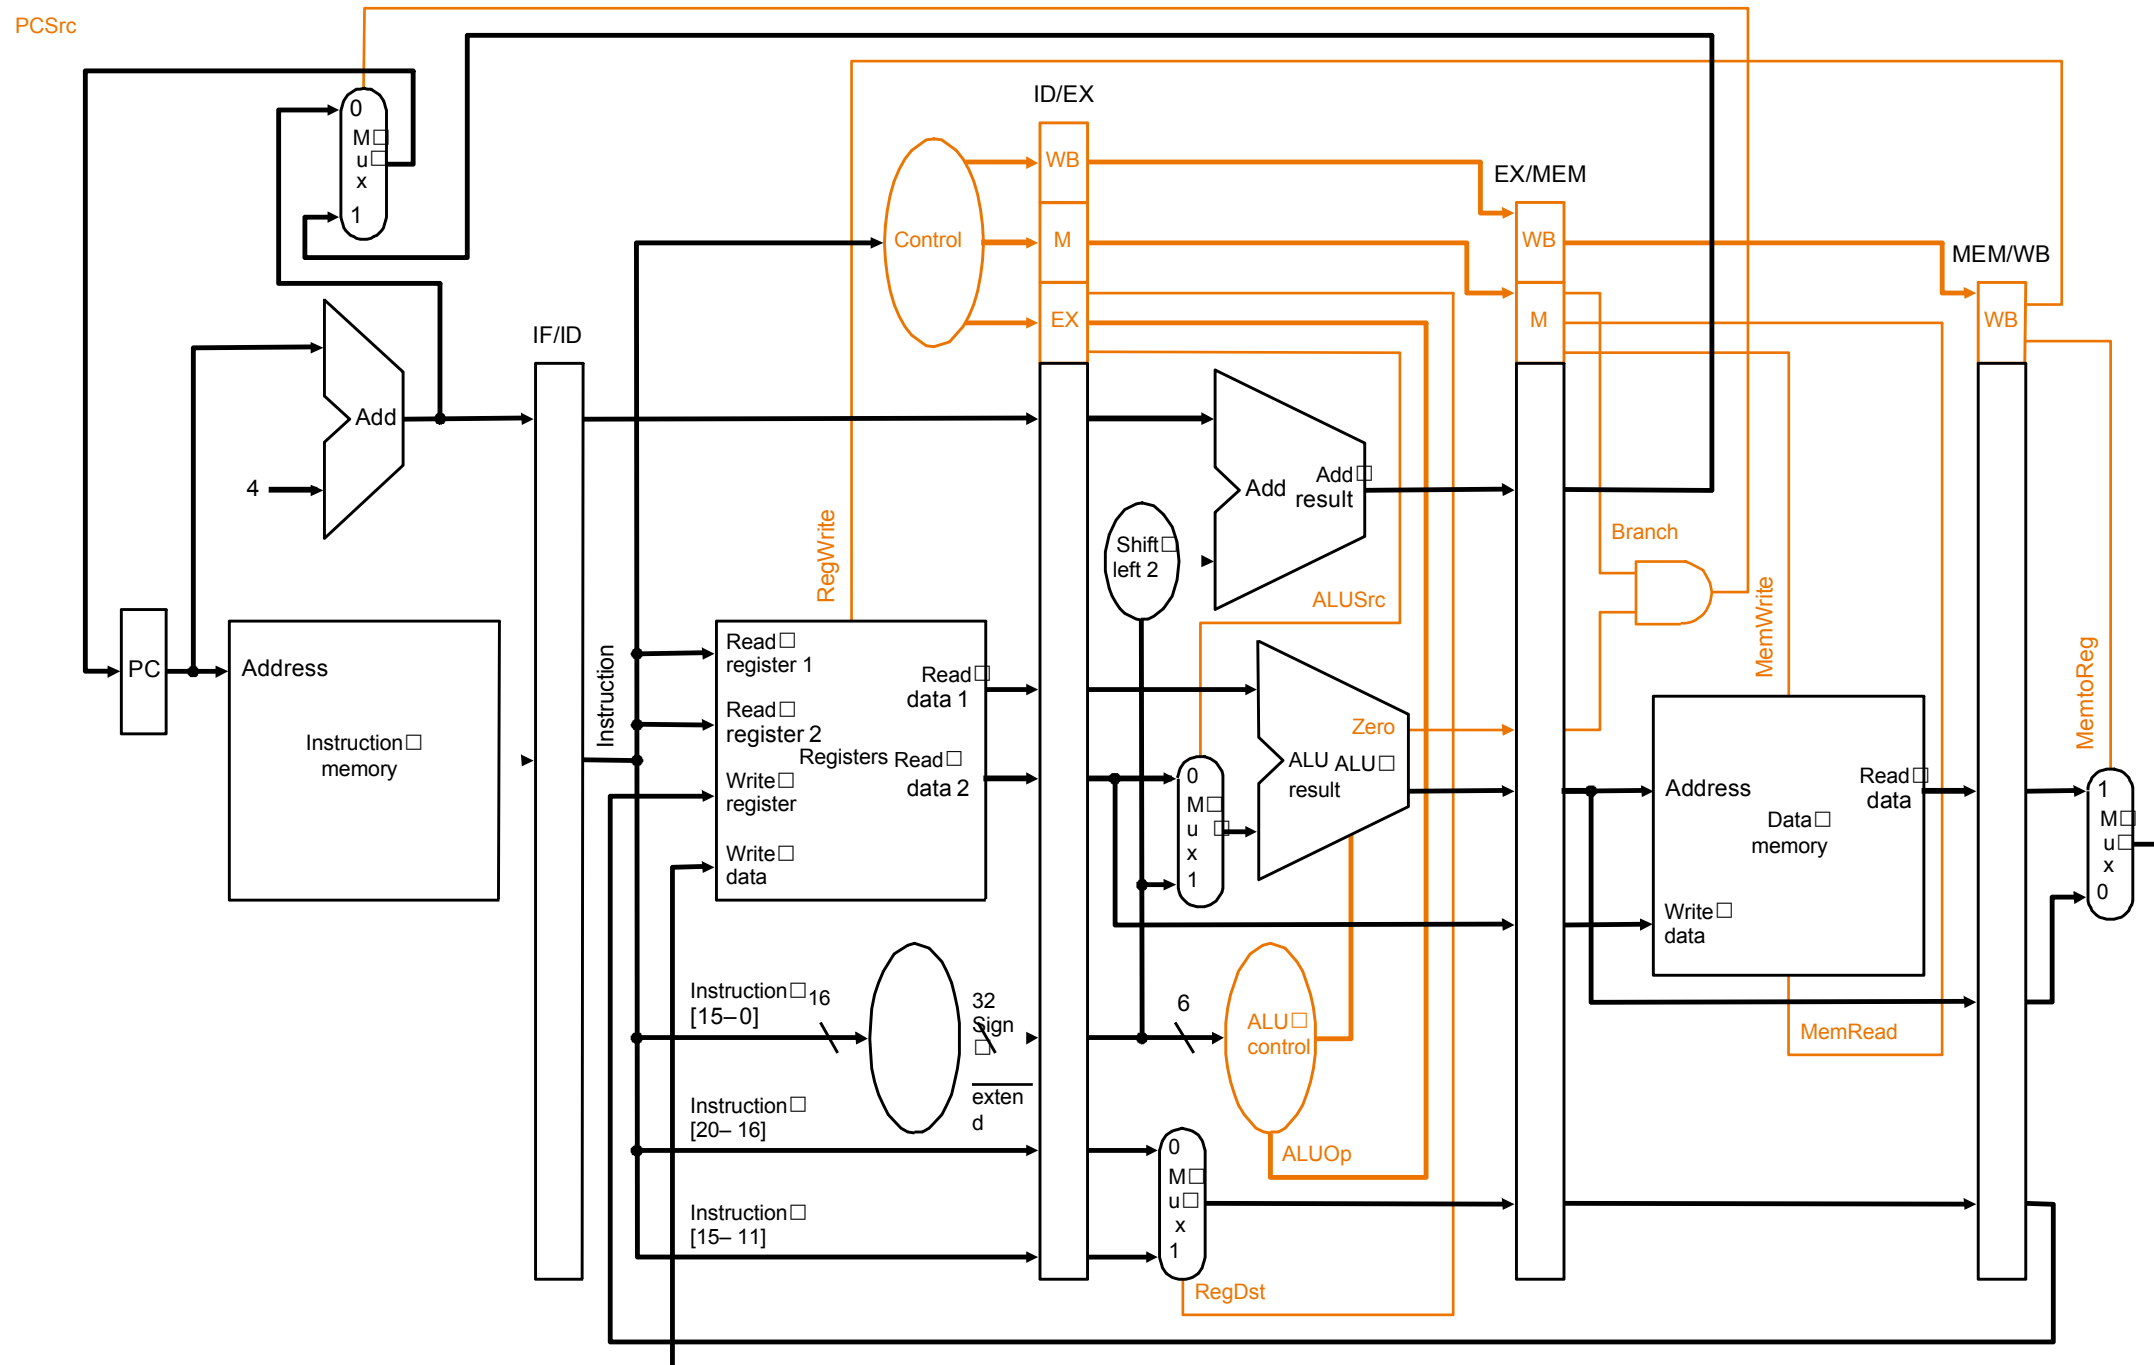 PCSrc
0
M
u
x
1
ID/EX
WB
EX/MEM
Control
M
WB
MEM/WB
IF/ID
EX
M
WB
Add
4
Add
Add
result
Branch
Shift
left 2
RegWrite
ALUSrc
MemWrite
PC
Address
Instruction
memory
Instruction
Read
register 1
Read
data 1
Read
register 2
Registers
Read
data 2
Write
register
Write
data
Zero
ALU
ALU
result
0
M
u
x
1
MemtoReg
Address
Read
data
Data
memory
Write
data
1
M
u
x
0
Instruction
[15–0]
16
32
Sign
exten
d
6
ALU
control
MemRead
Instruction
[20– 16]
0
M
u
x
1
ALUOp
Instruction
[15– 11]
RegDst